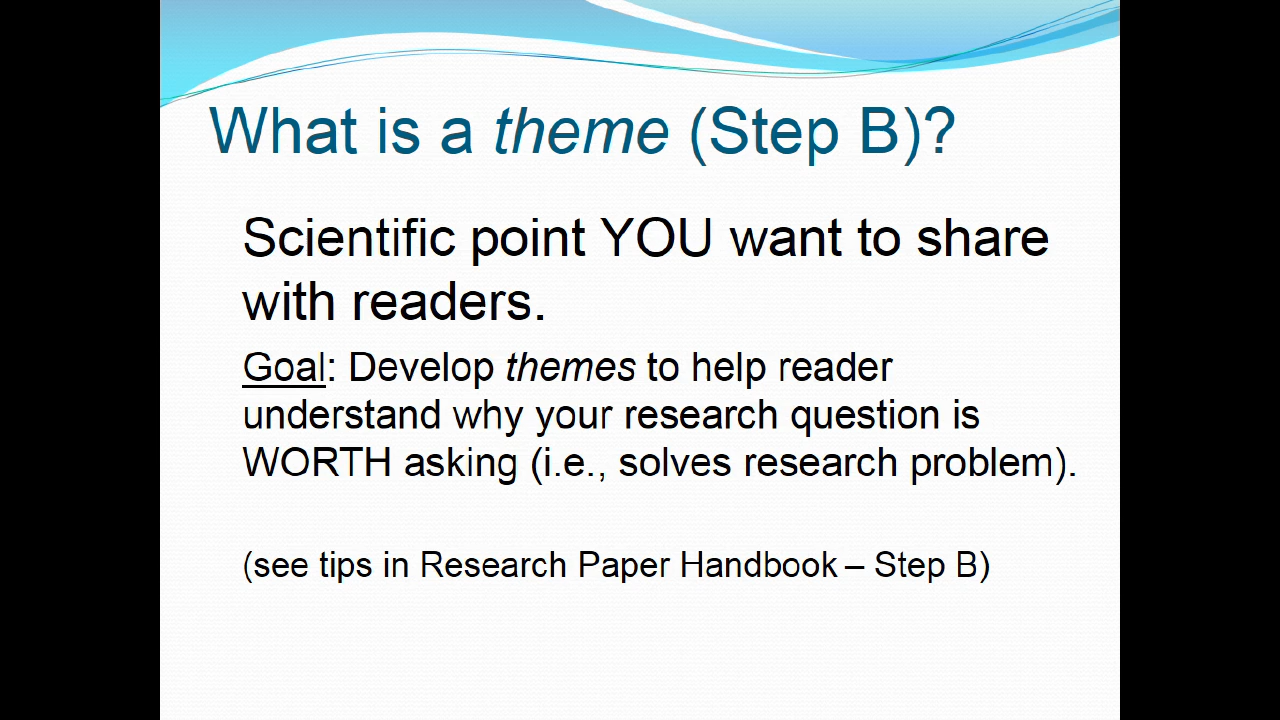 What is a theme (Step B)?
Scientific point YOU want to share
with readers.
Goal: Develop themes to help reader
understand why your research question is
WORTH asking (i.e., solves research problem).
(see tips in Research Paper Handbook – Step B)